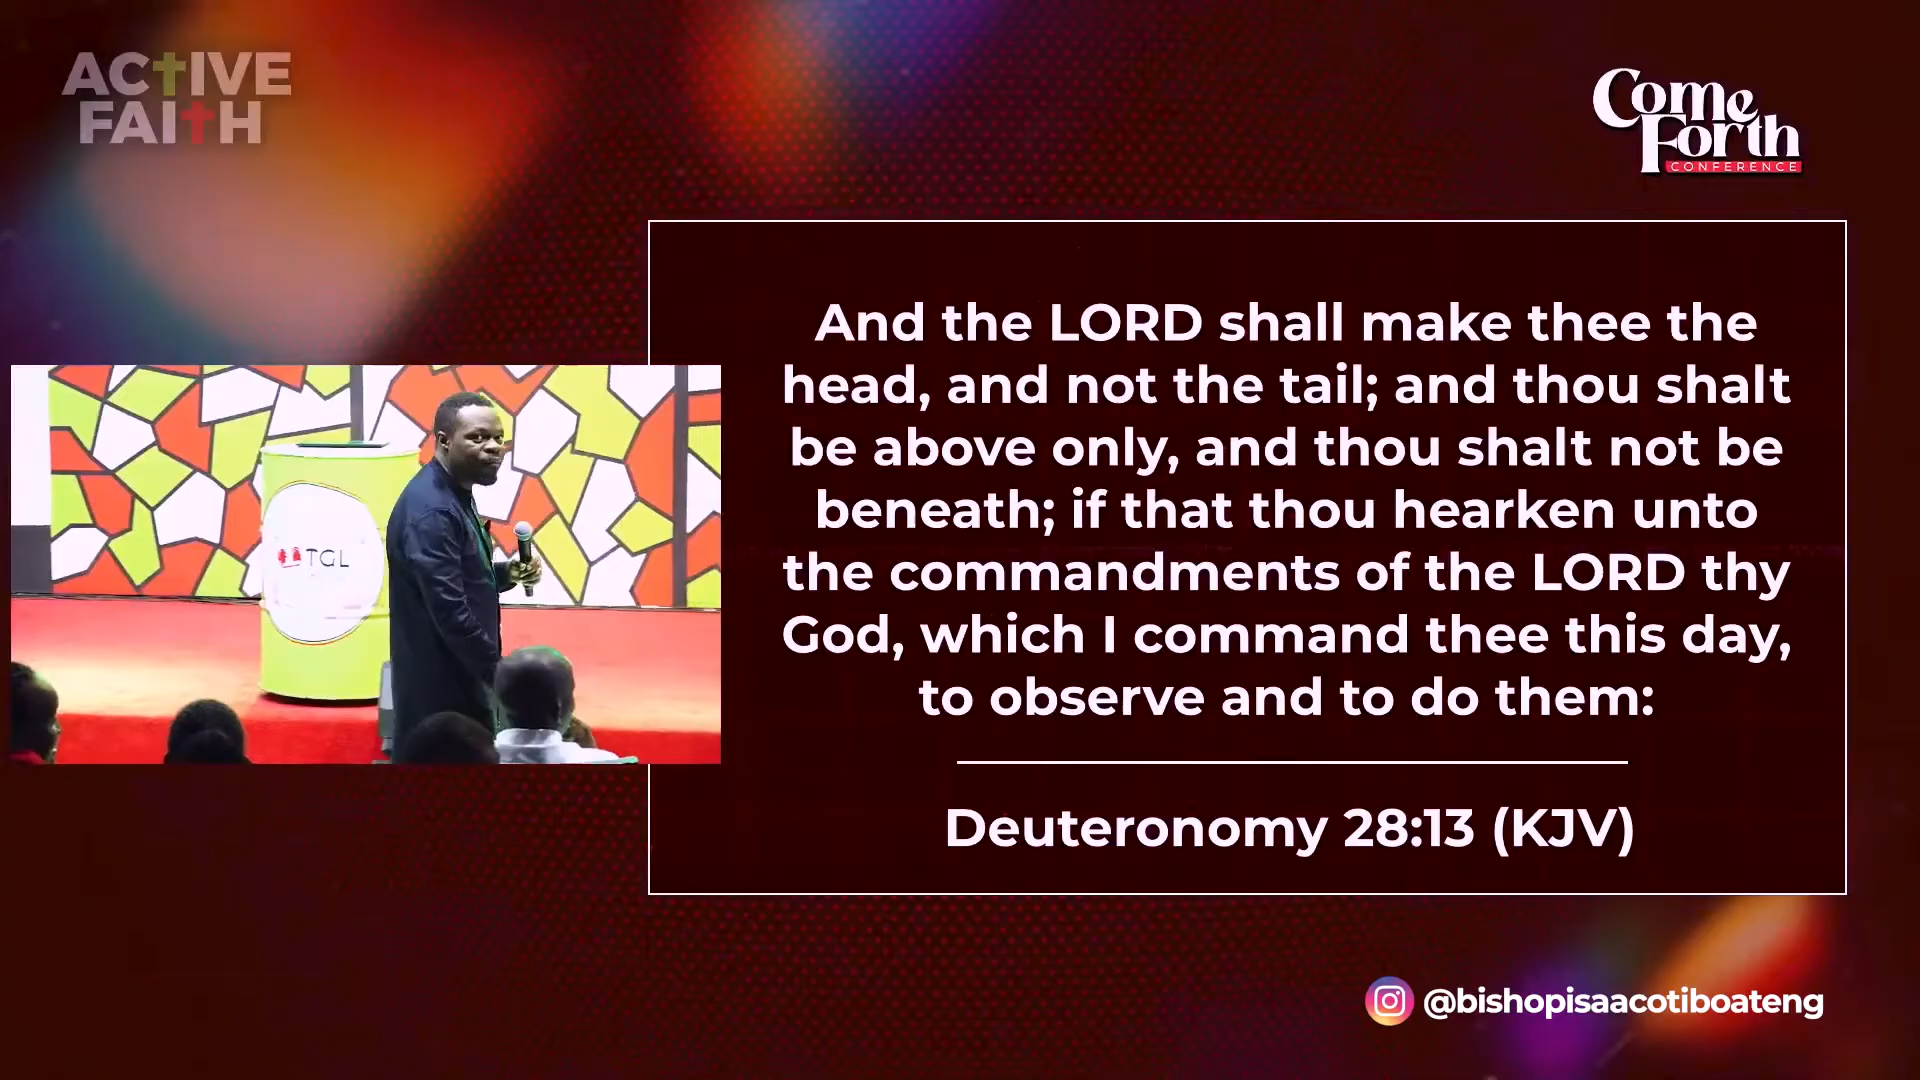 ACTIVE
FAITH
Come
Forth
CONFERENCE
And the LORD shall make thee the
head, and not the tail; and thou shalt
be above only, and thou shalt not be
beneath; if that thou hearken unto
the commandments of the LORD thy
God, which I command thee this day,
to observe and to do them:
Deuteronomy 28:13 (KJV)
TGL
@bishopisaacotiboateng